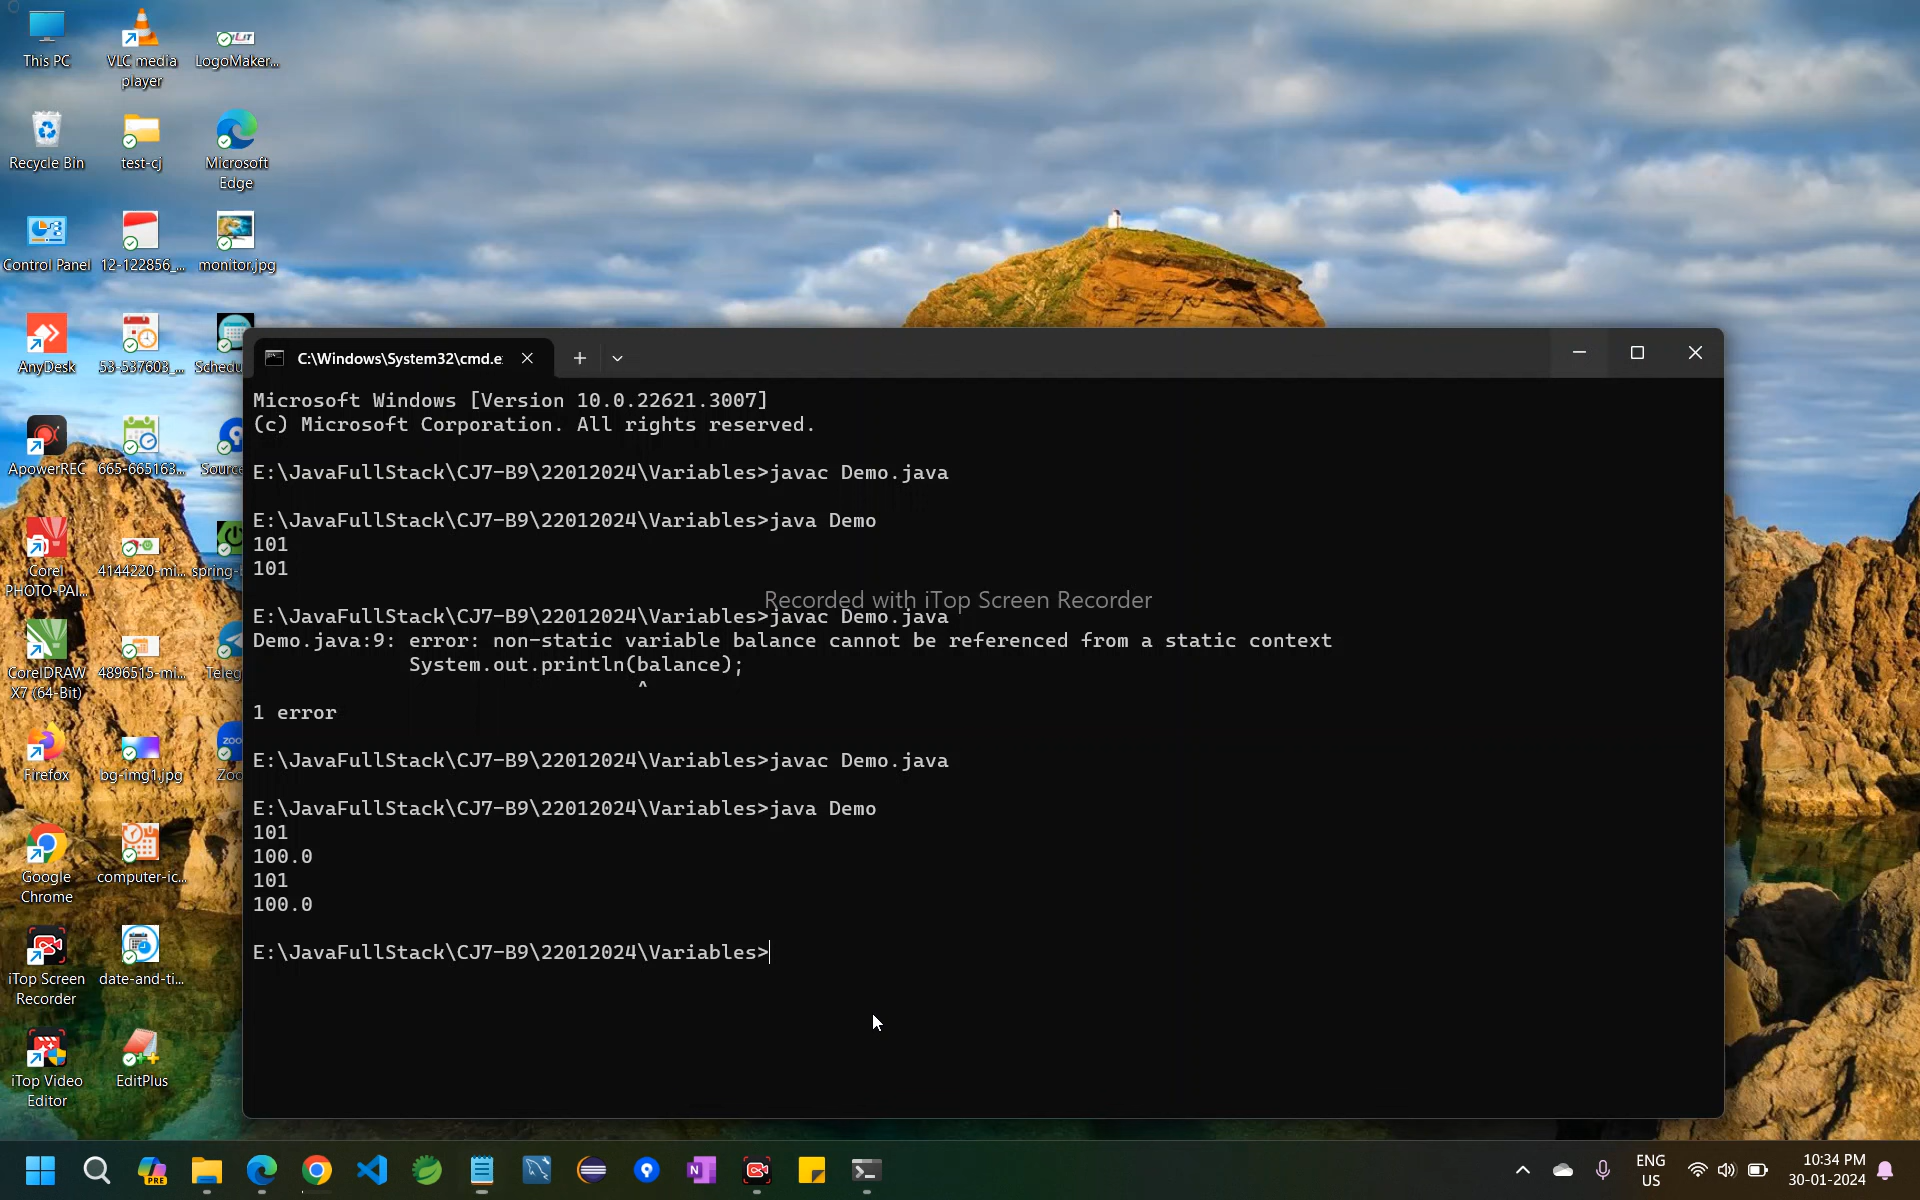 This PC
VLC media
player
LogoMaker...
Recycle Bin
test-cj
Microsoft
Edge
Control Panel
12-122856_...
monitor.jpg
AnyDesk
53-537603_...
Schedu
ApowerREC
665-665163...
Source
Corel
PHOTO-PAI...
4144220-mi...
spring-b
CorelDRAW
X7 (64-Bit)
4896515-mi...
Teleg
Firefox
bg-img1.jpg
Zoo
Google
Chrome
computer-ic...
iTop Screen
Recorder
date-and-ti...
iTop Video
Editor
EditPlus
C:\Windows\System32\cmd.e
Microsoft Windows [Version 10.0.22621.3007]
(c) Microsoft Corporation. All rights reserved.
E:\JavaFullStack\CJ7-B9\22012024\Variables>javac Demo.java
E:\JavaFullStack\CJ7-B9\22012024\Variables>java Demo
101
101
Recorded with iTop Screen Recorder
E:\JavaFullStack\CJ7-B9\22012024\Variables>javac Demo.java
Demo.java:9: error: non-static variable balance cannot be referenced from a static context
System.out.println(balance);
^
1 error
E:\JavaFullStack\CJ7-B9\22012024\Variables>javac Demo.java
E:\JavaFullStack\CJ7-B9\22012024\Variables>java Demo
101
100.0
101
100.0
E:\JavaFullStack\CJ7-B9\22012024\Variables>
ENG
US
10:34 PM
30-01-2024